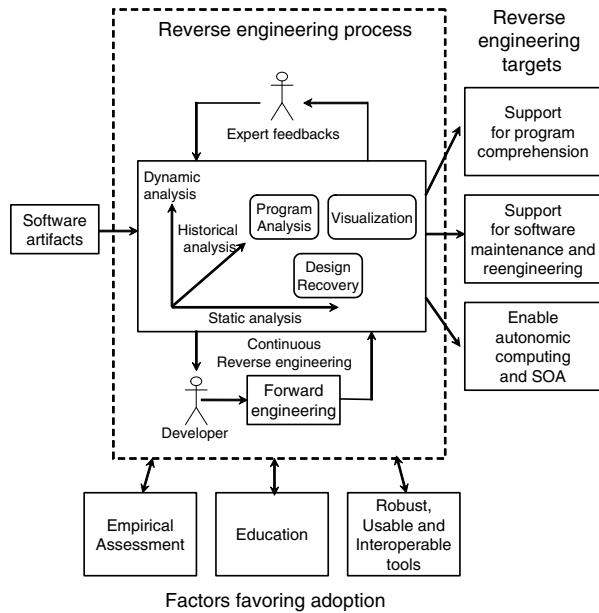 Reverse engineering process
Reverse
engineering
targets
Expert feedbacks
Support
for program
comprehension
Dynamic
analysis
Historical
analysis
Program
Analysis
Visualization
Software
artifacts
Support
for software
maintenance and
reengineering
Design
Recovery
Static analysis
Enable
autonomic
computing
and SOA
Continuous
Reverse engineering
Forward
engineering
Developer
Empirical
Assessment
Education
Robust,
Usable and
Interoperable
tools
Factors favoring adoption